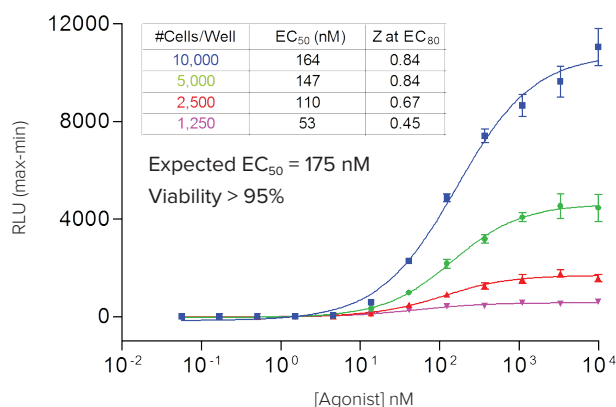 12000
8000
4000
0
RLU (max-min)
#Cells/Well EC50 (nM) Z at EC80
10,000 164 0.84
5,000 147 0.84
2,500 110 0.67
1,250 53 0.45
Expected EC50 = 175 nM
Viability > 95%
10-2 10-1 100 101 102 103 104
[Agonist] nM